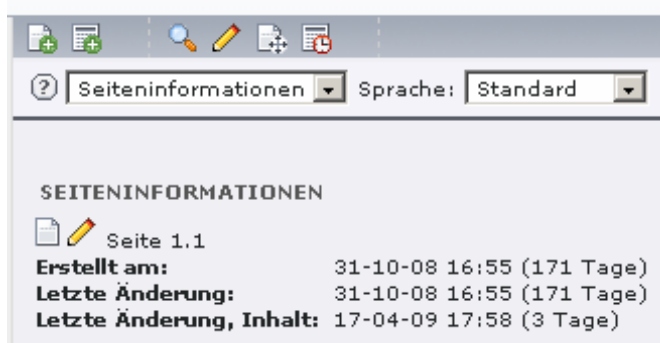 Seiteninformationen Sprache: Standard
SEITENINFORMATIONEN
Seite 1.1
Erstellt am: 31-10-08 16:55 (171 Tage)
Letzte Änderung: 31-10-08 16:55 (171 Tage)
Letzte Änderung, Inhalt: 17-04-09 17:58 (3 Tage)